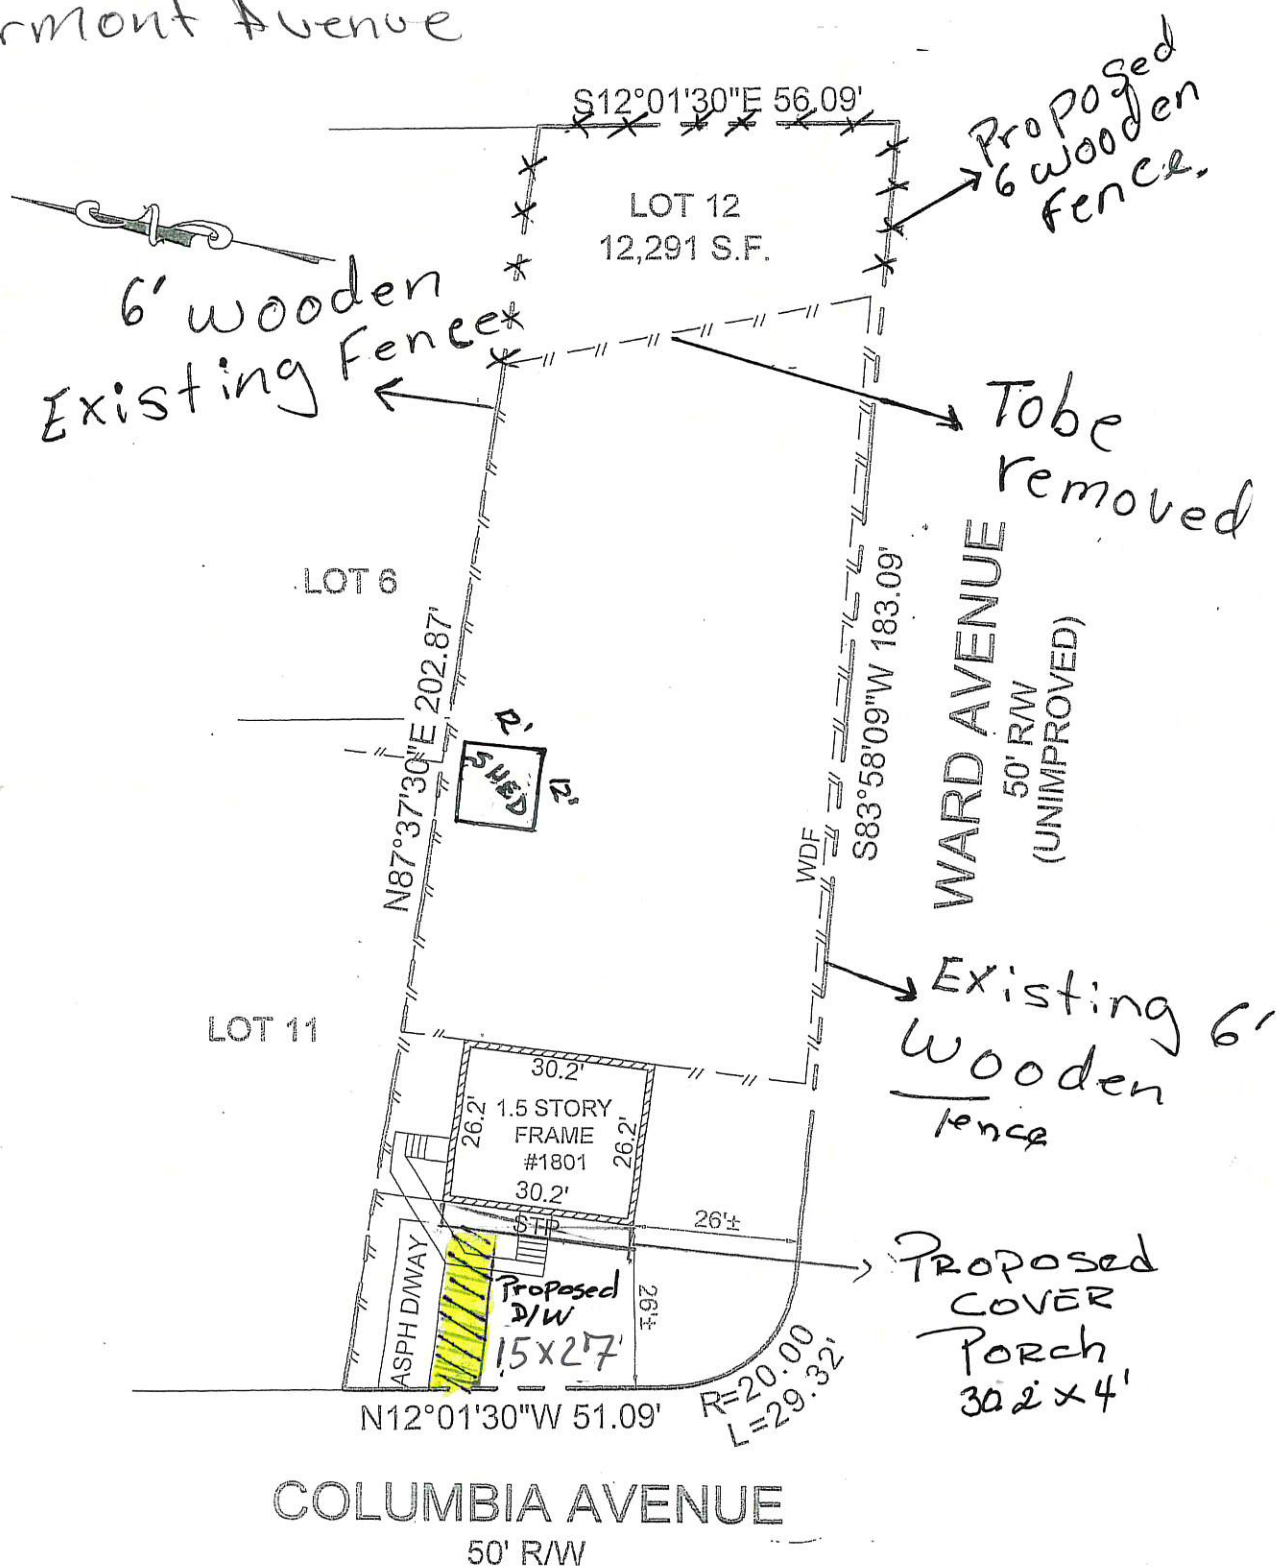 rmont Avenue
S12°01'30"E 56.09'
Proposed
6 wooden
Fence.
LOT 12
12,291 S.F.
6' wooden
Existing Fence
Tobe
removed
LOT 6
N87°37'30"E 202.87'
12'
SHED
12'
S83°58'09"W 183.09'
WARD AVENUE
50' R/W
(UNIMPROVED)
WDF
Existing 6'
Wooden
fence
LOT 11
30.2'
26.2'
1.5 STORY
FRAME
#1801
26.2'
30.2'
STP
26'±
26'±
ASPH D/WAY
Proposed
D/W
15x27'
PROPOSED
COVER
PORCH
30.2 x 4'
R=20.00
L=29.32'
N12°01'30"W 51.09'
COLUMBIA AVENUE
50' R/W